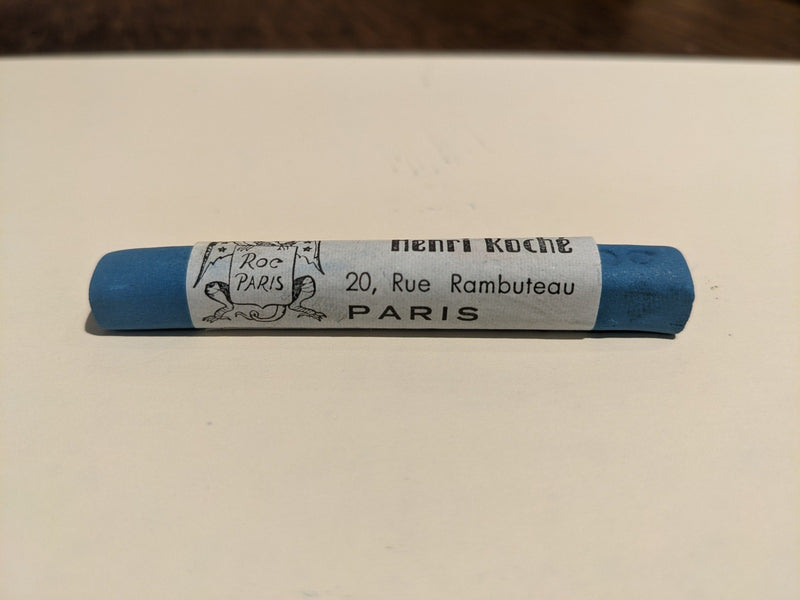 Roc
PARIS
Henri Roché
20, Rue Rambuteau
PARIS